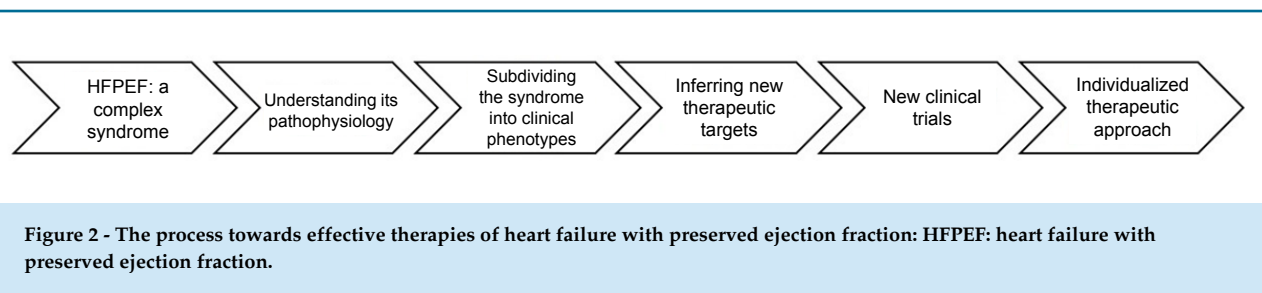 HFPEF: a
complex
syndrome
Understanding its
pathophysiology
Subdividing
the syndrome
into clinical
phenotypes
Inferring new
therapeutic
targets
New clinical
trials
Individualized
therapeutic
approach
Figure 2 - The process towards effective therapies of heart failure with preserved ejection fraction: HFPEF: heart failure with
preserved ejection fraction.